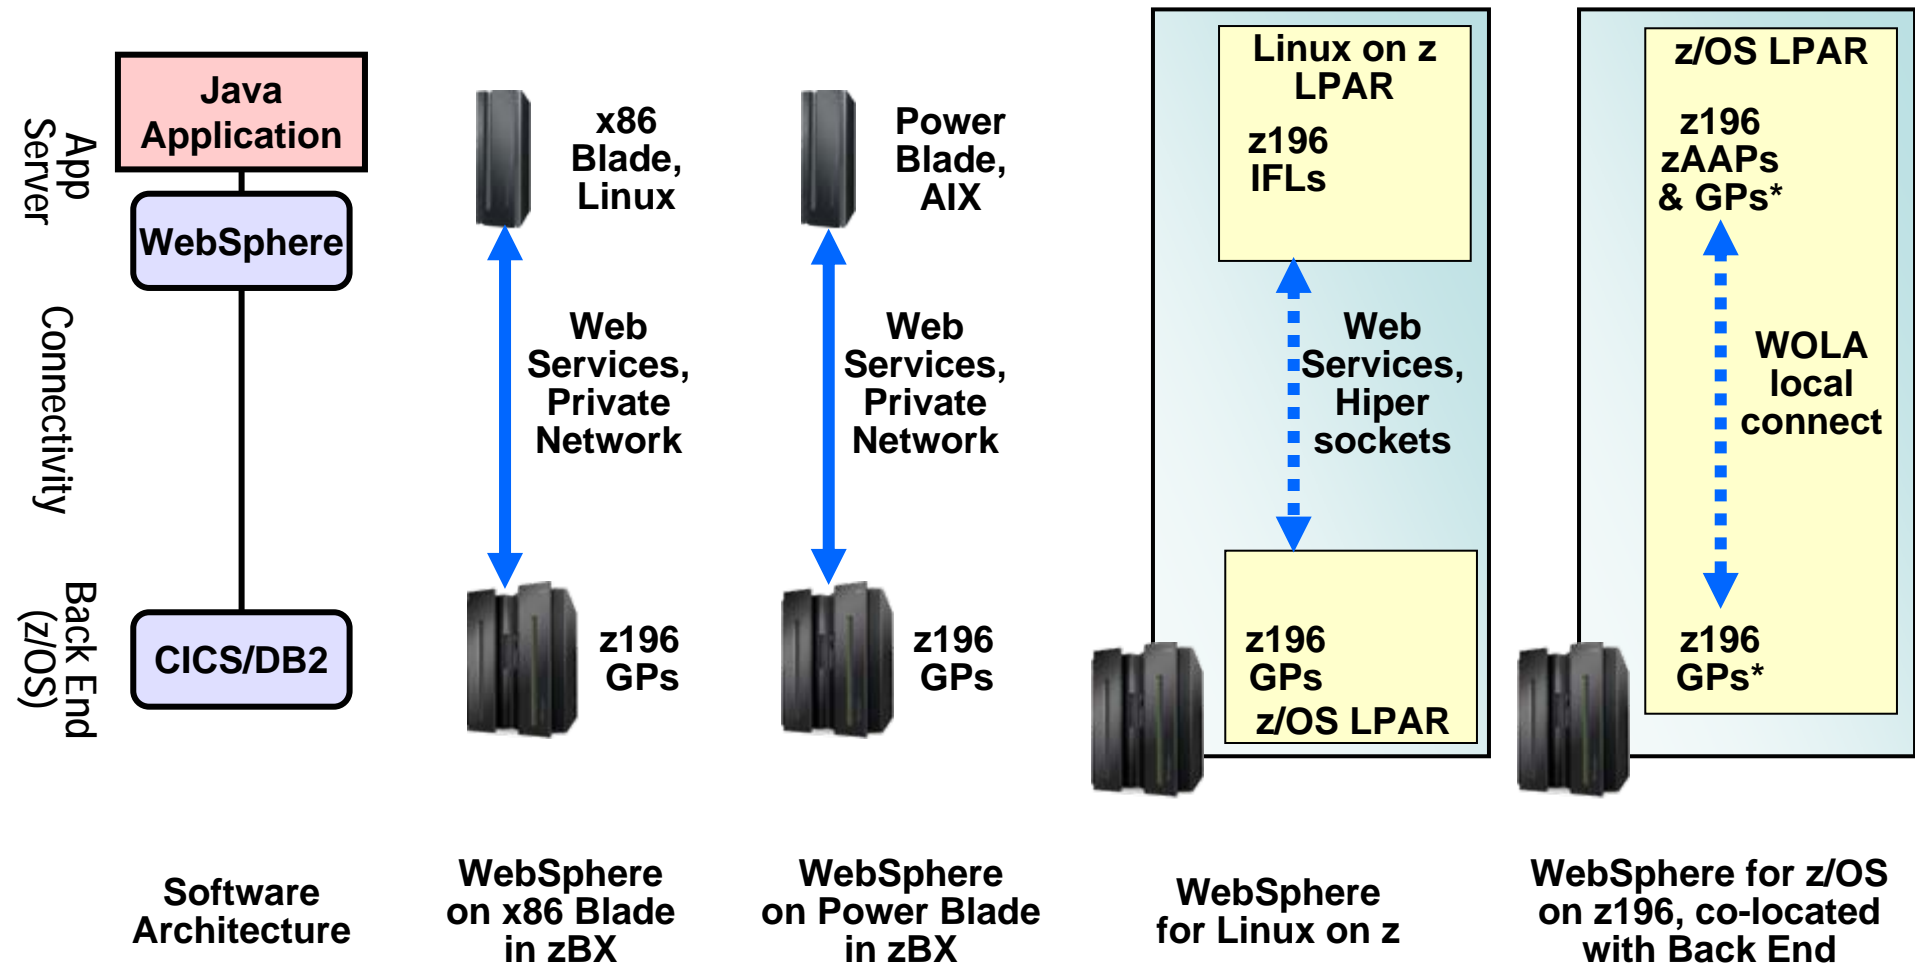 App
Server
Connectivity
Back End
(z/OS)
Java
Application
WebSphere
CICS/DB2
Software
Architecture
x86
Blade,
Linux
Web
Services,
Private
Network
z196
GPs
WebSphere
on x86 Blade
in zBX
Power
Blade,
AIX
Web
Services,
Private
Network
z196
GPs
WebSphere
on Power Blade
in zBX
Linux on z
LPAR
z196
IFLs
Web
Services,
Hiper
sockets
z196
GPs
z/OS LPAR
WebSphere
for Linux on z
z/OS LPAR
z196
zAAPs
& GPs*
WOLA
local
connect
z196
GPs*
WebSphere for z/OS
on z196, co-located
with Back End